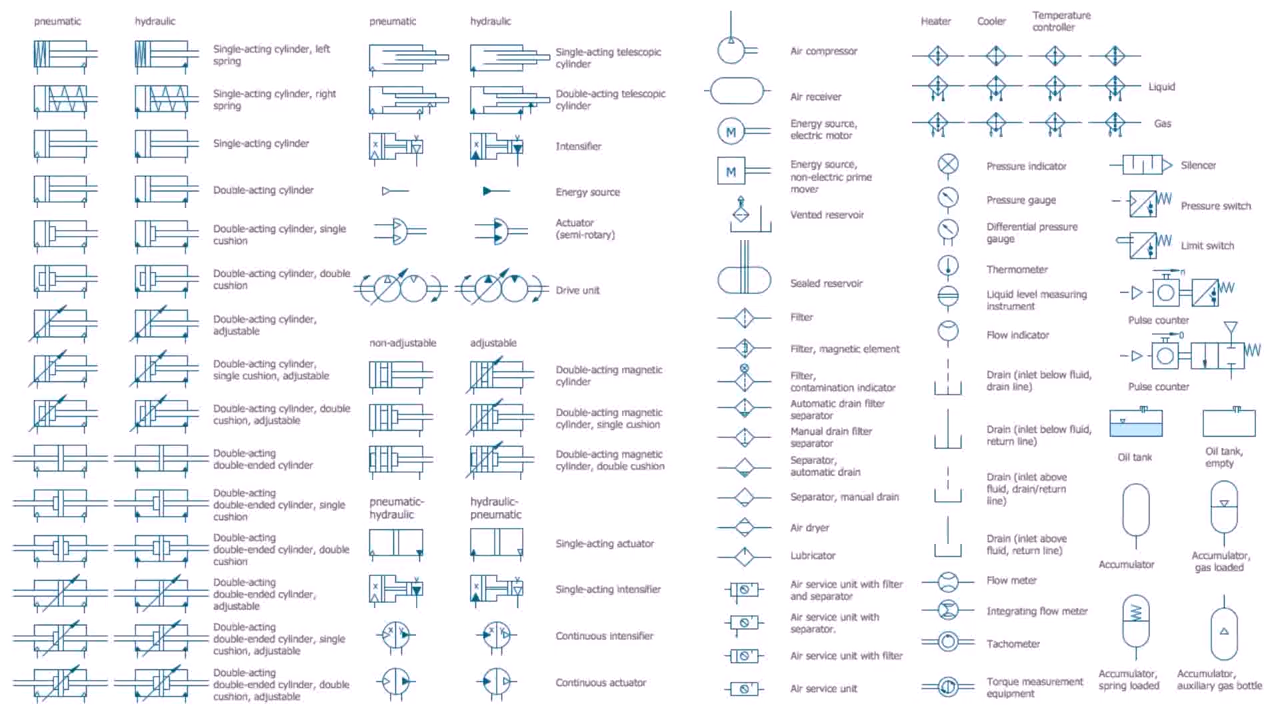 pneumatic
hydraulic
Single-acting cylinder, left
spring
Single-acting cylinder, right
spring
Single-acting cylinder
Double-acting cylinder
Double-acting cylinder, single
cushion
Double-acting cylinder, double
cushion
Double-acting cylinder,
adjustable
Double-acting cylinder,
single cushion, adjustable
Double-acting cylinder, double
cushion, adjustable
Double-acting
double-ended cylinder
Double-acting
double-ended cylinder, single
cushion
Double-acting
double-ended cylinder, double
cushion
Double-acting
double-ended cylinder,
adjustable
Double-acting
double-ended cylinder, single
cushion, adjustable
Double-acting
double-ended cylinder, double
cushion, adjustable
pneumatic
hydraulic
Single-acting telescopic
cylinder
Double-acting telescopic
cylinder
X Y
X Y
Intensifier
Energy source
Actuator
(semi-rotary)
Drive unit
non-adjustable
adjustable
Double-acting magnetic
cylinder
Double-acting magnetic
cylinder, single cushion
Double-acting magnetic
cylinder, double cushion
pneumatic-
hydraulic
hydraulic-
pneumatic
Single-acting actuator
X Y
X Y
Single-acting intensifier
X Y
X Y
Continuous intensifier
Continuous actuator
Air compressor
Air receiver
M
Energy source,
electric motor
M
Energy source,
non-electric prime
mover
Vented reservoir
Sealed reservoir
Filter
Filter, magnetic element
Filter,
contamination indicator
Automatic drain filter
separator
Manual drain filter
separator
Separator,
automatic drain
Separator, manual drain
Air dryer
Lubricator
Air service unit with filter
and separator
Air service unit with
separator.
Air service unit with filter
Air service unit
Heater
Cooler
Temperature
controller
Liquid
Gas
Pressure indicator
Pressure gauge
Differential pressure
gauge
Thermometer
Liquid level measuring
instrument
Flow indicator
Drain (inlet below fluid,
drain line)
Drain (inlet below fluid,
return line)
Drain (inlet above
fluid, drain/return
line)
Drain (inlet above
fluid, return line)
Flow meter
Integrating flow meter
Tachometer
Torque measurement
equipment
Silencer
Pressure switch
Limit switch
n
Pulse counter
0
Pulse counter
Oil tank
Oil tank,
empty
Accumulator
Accumulator,
gas loaded
Accumulator,
spring loaded
Accumulator,
auxiliary gas bottle